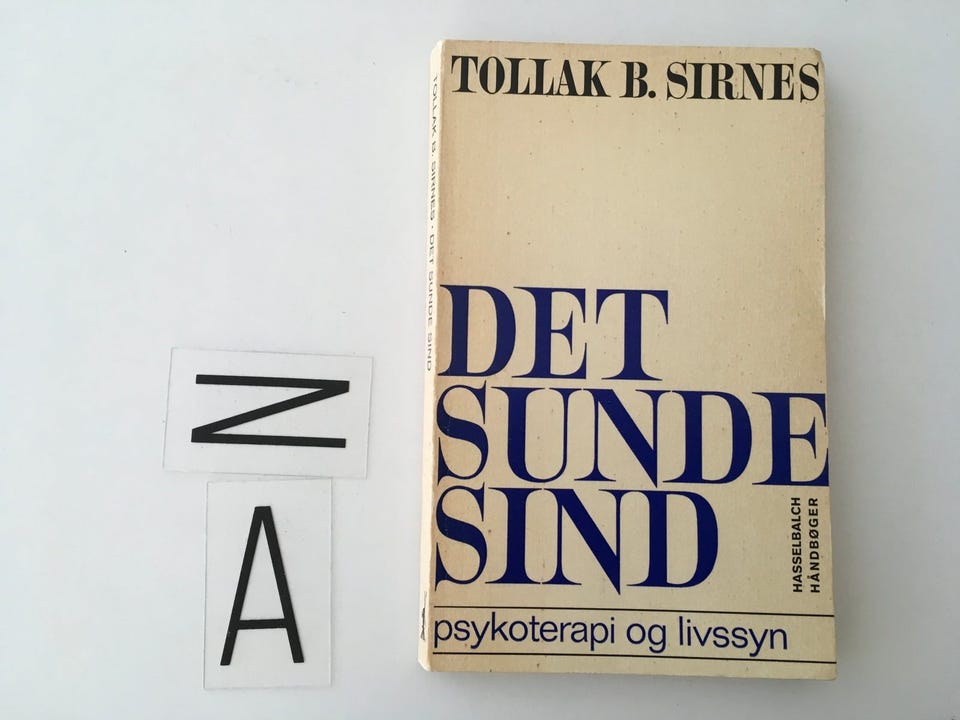 TOLLAK B. SIRNES
DET
SUNDE
SIND
psykoterapi og livssyn
HASSELBALCH
HÅNDBØGER
TOLLAK B. SIRNES · DET SUNDE SIND
N
A